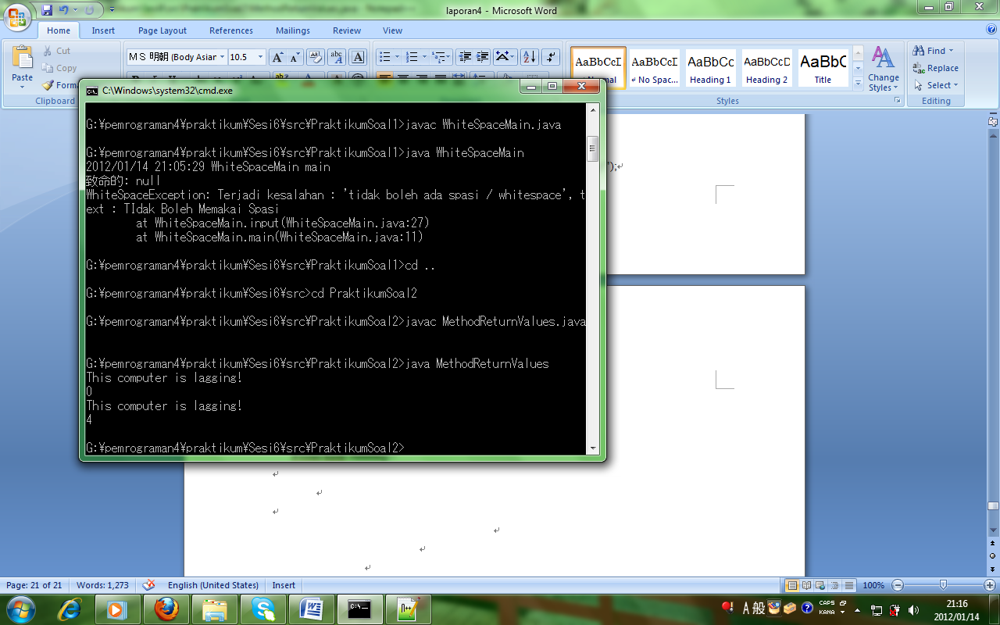 laporan4 - Microsoft Word
Home Insert Page Layout References Mailings Review View
Paste
Cut
Copy
Clipboard
MS 明朝 (Body Asian 10.5
AaBbCcD AaBbCcD AaBbCc AaBbCcD AaBbC
↵ No Spac... Heading 1 Heading 2 Title
Change Styles
Styles
Find
Replace
Select
Editing
C:\Windows\system32\cmd.exe
G:¥pemrograman4¥praktikum¥Sesi6¥src¥PraktikumSoal1>javac WhiteSpaceMain.java
G:¥pemrograman4¥praktikum¥Sesi6¥src¥PraktikumSoal1>java WhiteSpaceMain
2012/01/14 21:05:29 WhiteSpaceMain main
致命的: null
WhiteSpaceException: Terjadi kesalahan : 'tidak boleh ada spasi / whitespace', t
ext : TIdak Boleh Memakai Spasi
at WhiteSpaceMain.input(WhiteSpaceMain.java:27)
at WhiteSpaceMain.main(WhiteSpaceMain.java:11)
G:¥pemrograman4¥praktikum¥Sesi6¥src¥PraktikumSoal1>cd ..
G:¥pemrograman4¥praktikum¥Sesi6¥src>cd PraktikumSoal2
G:¥pemrograman4¥praktikum¥Sesi6¥src¥PraktikumSoal2>javac MethodReturnValues.java
G:¥pemrograman4¥praktikum¥Sesi6¥src¥PraktikumSoal2>java MethodReturnValues
This computer is lagging!
0
This computer is lagging!
4
G:¥pemrograman4¥praktikum¥Sesi6¥src¥PraktikumSoal2>
");
Page: 21 of 21 Words: 1,273 English (United States) Insert 100%
A 般 CAPS KANA
21:16
2012/01/14